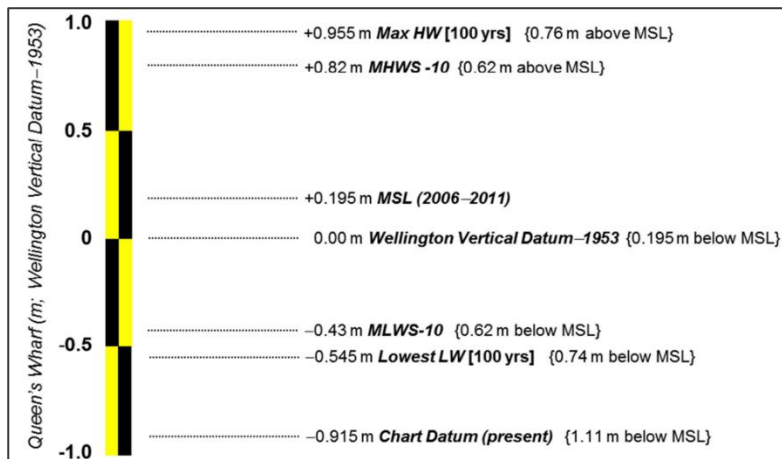 Queen's Wharf (m; Wellington Vertical Datum–1953)
1.0
0.5
0
-0.5
-1.0
+0.955 m Max HW [100 yrs] {0.76 m above MSL}
+0.82 m MHWS -10 {0.62 m above MSL}
+0.195 m MSL (2006–2011)
0.00 m Wellington Vertical Datum–1953 {0.195 m below MSL}
–0.43 m MLWS-10 {0.62 m below MSL}
–0.545 m Lowest LW [100 yrs] {0.74 m below MSL}
–0.915 m Chart Datum (present) {1.11 m below MSL}